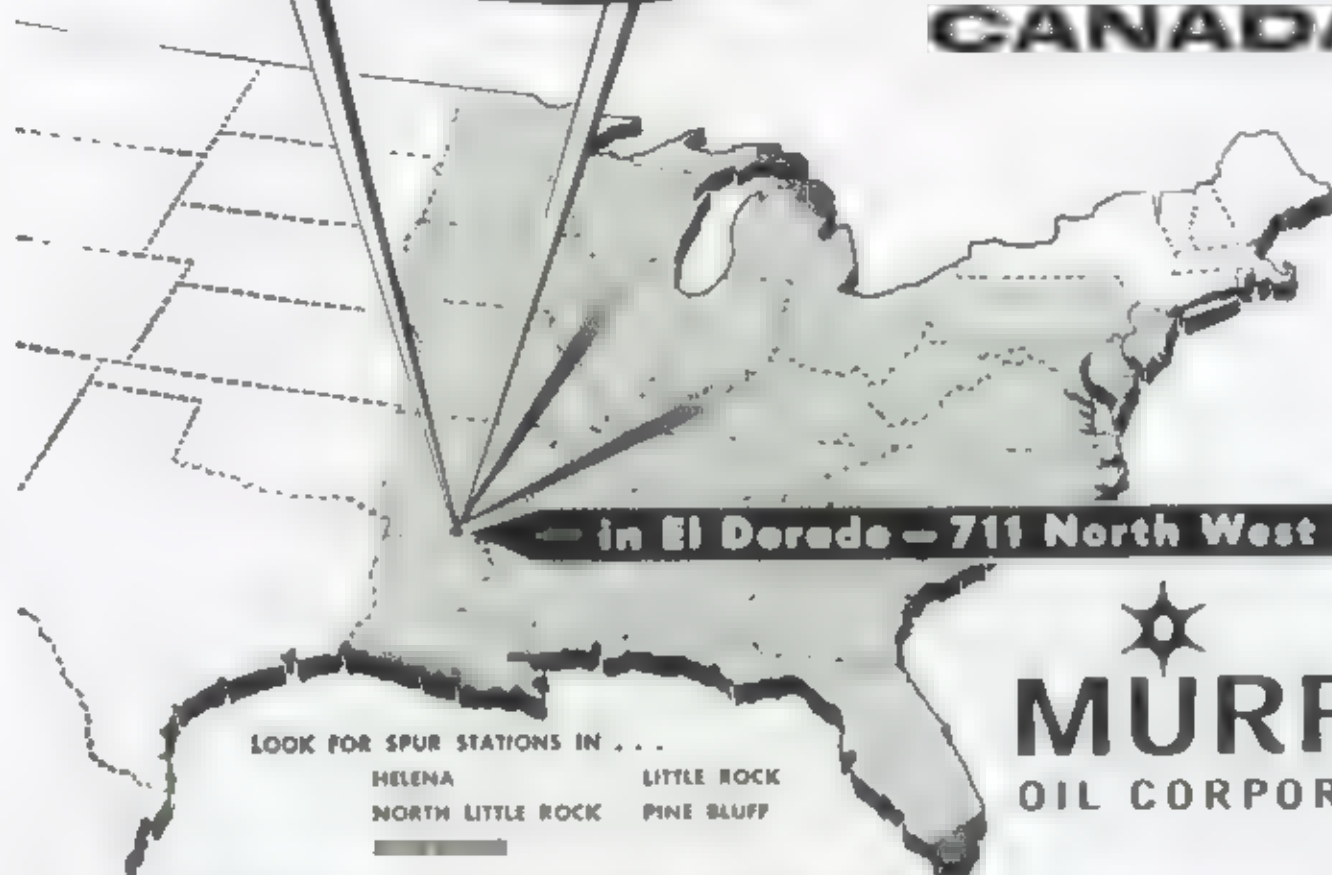 CANADA
in El Dorado — 711 North West
MURP
OIL CORPOR
LOOK FOR SPUR STATIONS IN . . .
HELENA LITTLE ROCK
NORTH LITTLE ROCK PINE BLUFF